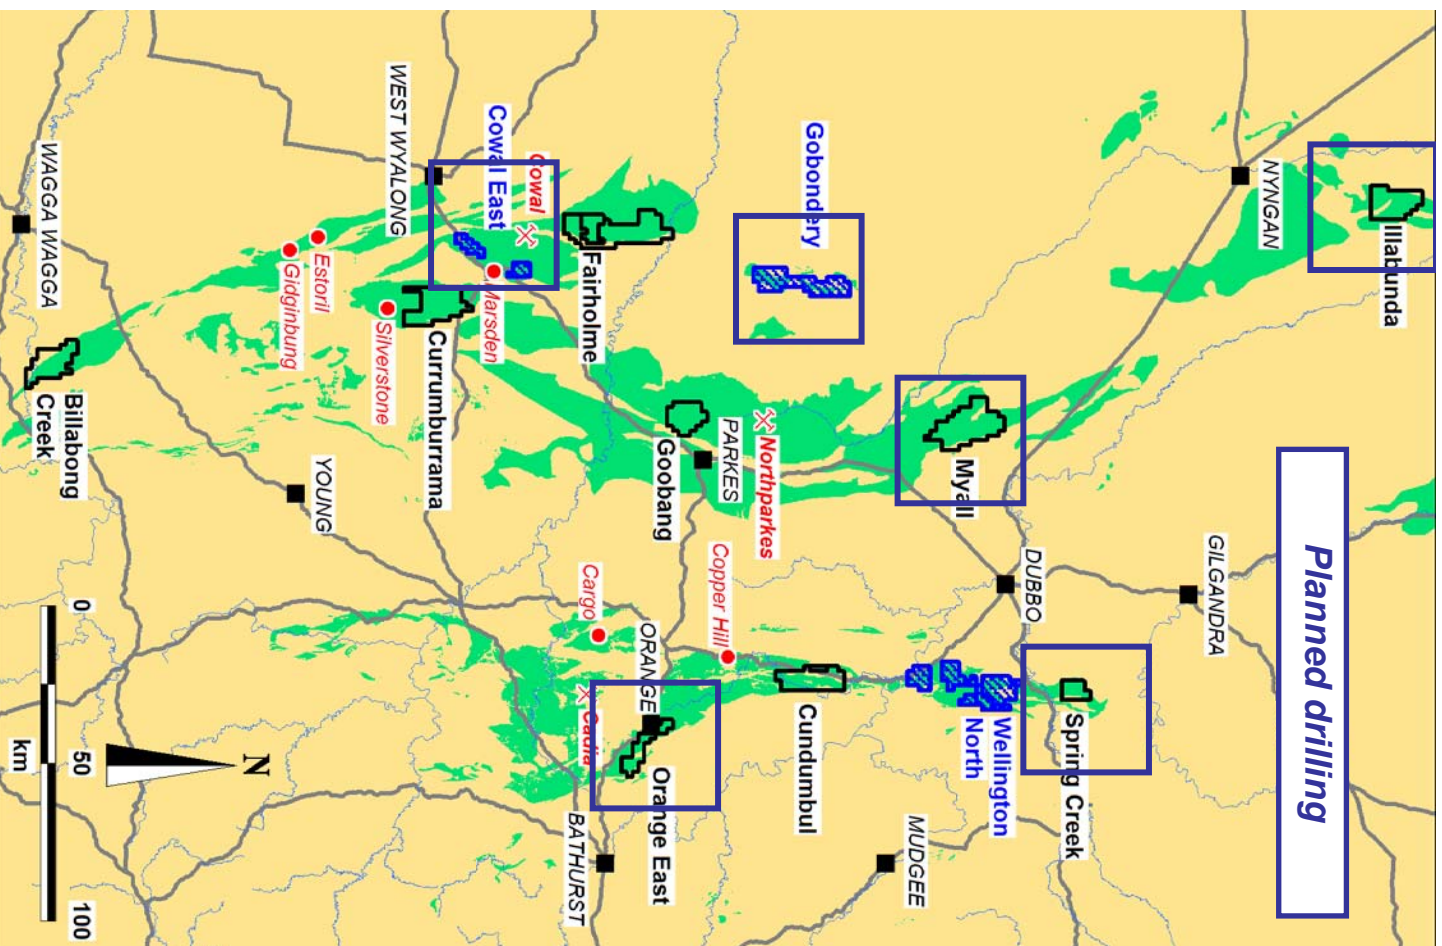 Planned drilling
Illabunda
NYNGAN
GILGANDRA
Spring Creek
DUBBO
Wellington
North
Myall
MUDGEE
Gobondery
Cundumbul
Northparkes
PARKES
Copper Hill
Goobang
ORANGE
Orange East
Fairholme
Cargo
Cadia
BATHURST
Cowal
Cowal East
Marsden
WEST WYALONG
Currumburrama
Silverstone
Estoril
Gidginbung
YOUNG
WAGGA WAGGA
Billabong
Creek
N
0
50
100
km